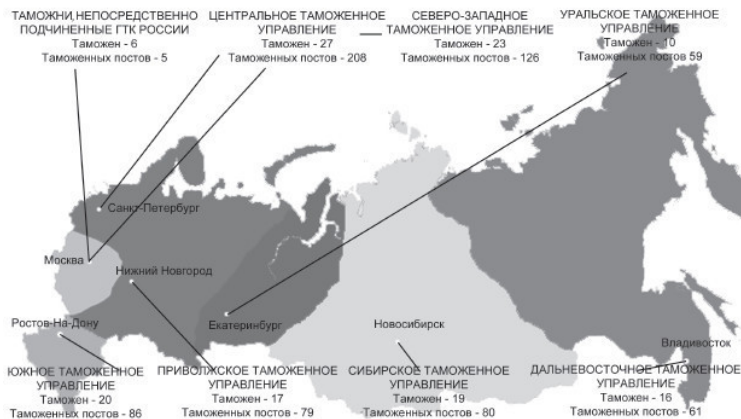 ТАМОЖНИ,НЕПОСРЕДСТВЕННО
ПОДЧИНЕННЫЕ ГТК РОССИИ
Таможен - 6
Таможенных постов - 5
ЦЕНТРАЛЬНОЕ ТАМОЖЕННОЕ
УПРАВЛЕНИЕ
Таможен - 27
Таможенных постов - 208
СЕВЕРО-ЗАПАДНОЕ
ТАМОЖЕННОЕ УПРАВЛЕНИЕ
Таможен - 23
Таможенных постов - 126
УРАЛЬСКОЕ ТАМОЖЕННОЕ
УПРАВЛЕНИЕ
Таможен - 10
Таможенных постов 59
Санкт-Петербург
Москва
Нижний Новгород
Ростов-На-Дону
Екатеринбург
Новосибирск
Владивосток
ЮЖНОЕ ТАМОЖЕННОЕ
УПРАВЛЕНИЕ
Таможен - 20
Таможенных постов - 86
ПРИВОЛЖСКОЕ ТАМОЖЕННОЕ
УПРАВЛЕНИЕ
Таможен - 17
Таможенных постов - 79
СИБИРСКОЕ ТАМОЖЕННОЕ
УПРАВЛЕНИЕ
Таможен - 19
Таможенных постов - 80
ДАЛЬНЕВОСТОЧНОЕ ТАМОЖЕННОЕ
УПРАВЛЕНИЕ
Таможен - 16
Таможенных постов - 61